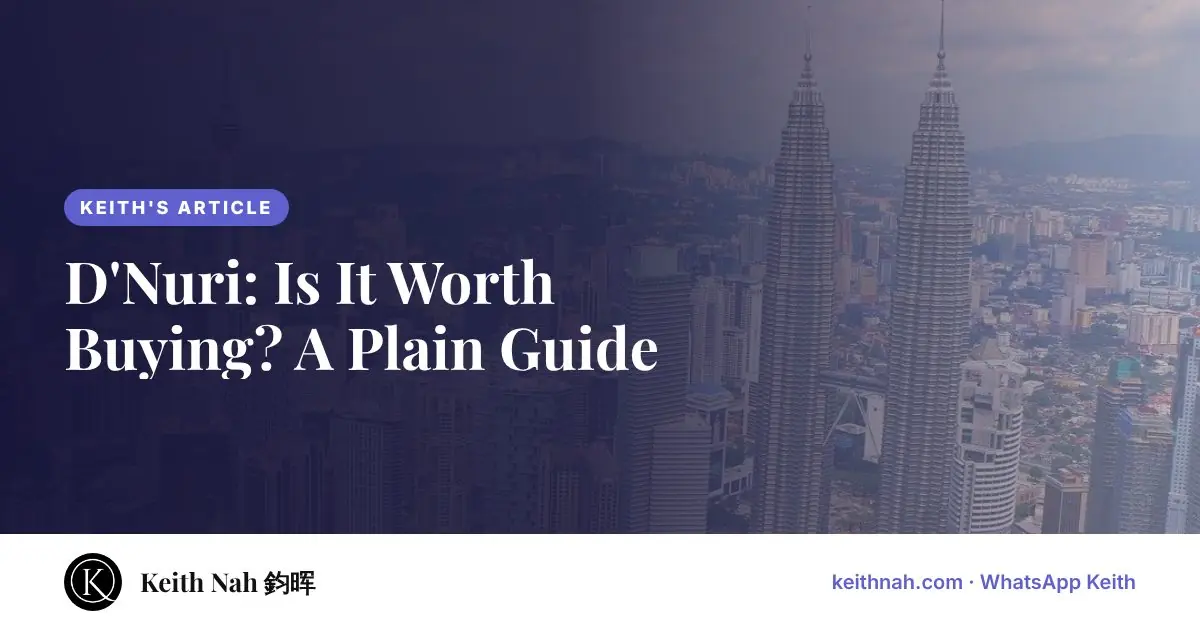 KEITH'S ARTICLE
D'Nuri: Is It Worth
Buying? A Plain Guide
K
Keith Nah 鈞晖
keithnah.com · WhatsApp Keith